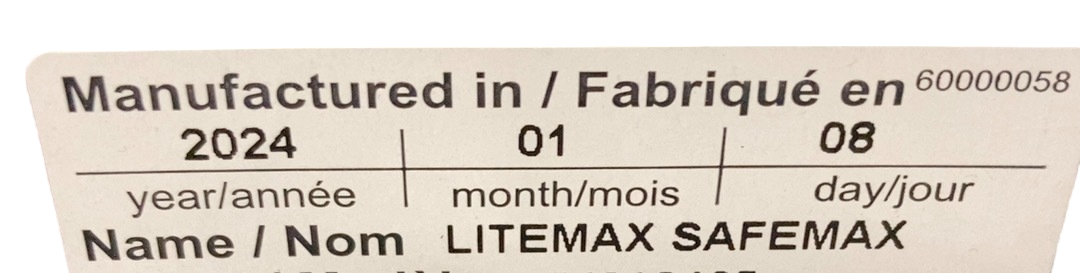 Manufactured in / Fabriqué en 60000058
2024 01 08
year/année month/mois day/jour
Name / Nom LITEMAX SAFEMAX